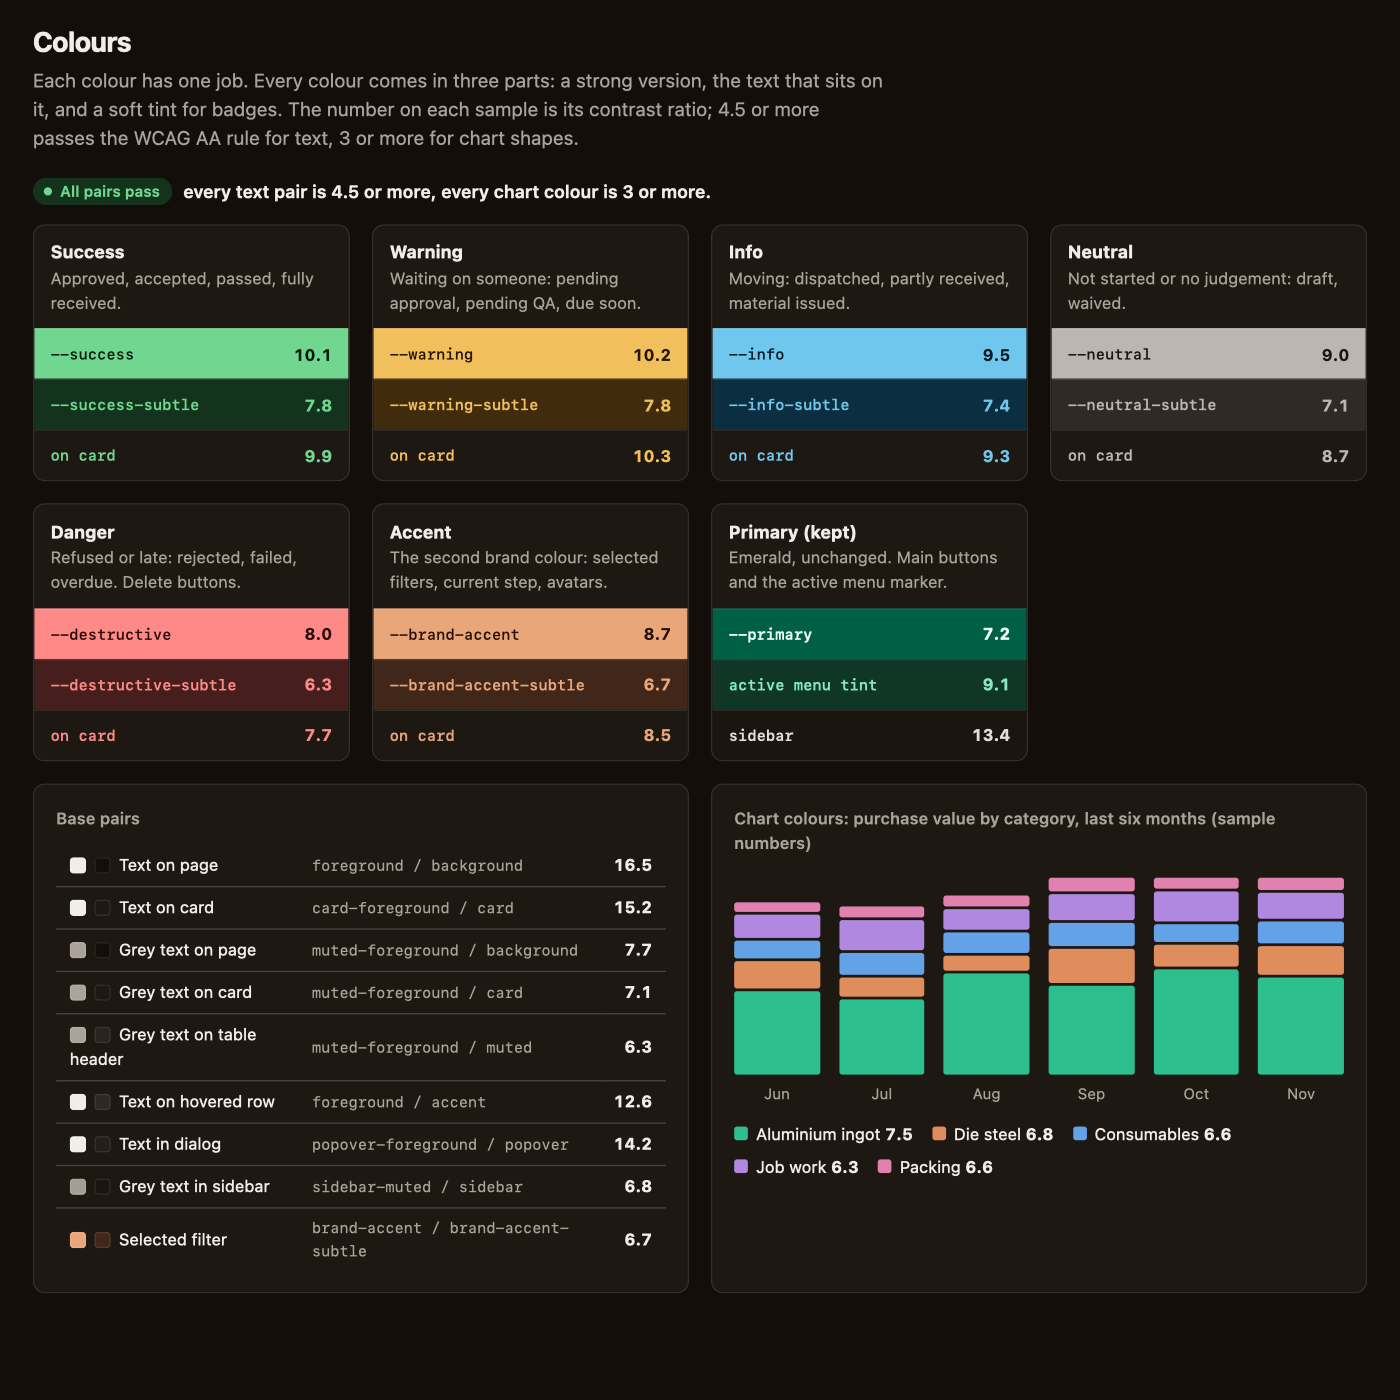 Colours
Each colour has one job. Every colour comes in three parts: a strong version, the text that sits on
it, and a soft tint for badges. The number on each sample is its contrast ratio; 4.5 or more
passes the WCAG AA rule for text, 3 or more for chart shapes.
All pairs pass every text pair is 4.5 or more, every chart colour is 3 or more.
Success
Approved, accepted, passed, fully
received.
--success 10.1
--success-subtle 7.8
on card 9.9
Warning
Waiting on someone: pending
approval, pending QA, due soon.
--warning 10.2
--warning-subtle 7.8
on card 10.3
Info
Moving: dispatched, partly received,
material issued.
--info 9.5
--info-subtle 7.4
on card 9.3
Neutral
Not started or no judgement: draft,
waived.
--neutral 9.0
--neutral-subtle 7.1
on card 8.7
Danger
Refused or late: rejected, failed,
overdue. Delete buttons.
--destructive 8.0
--destructive-subtle 6.3
on card 7.7
Accent
The second brand colour: selected
filters, current step, avatars.
--brand-accent 8.7
--brand-accent-subtle 6.7
on card 8.5
Primary (kept)
Emerald, unchanged. Main buttons
and the active menu marker.
--primary 7.2
active menu tint 9.1
sidebar 13.4
Base pairs
Text on page foreground / background 16.5
Text on card card-foreground / card 15.2
Grey text on page muted-foreground / background 7.7
Grey text on card muted-foreground / card 7.1
Grey text on table
header
muted-foreground / muted 6.3
Text on hovered row foreground / accent 12.6
Text in dialog popover-foreground / popover 14.2
Grey text in sidebar sidebar-muted / sidebar 6.8
Selected filter
brand-accent / brand-accent-
subtle
6.7
Chart colours: purchase value by category, last six months (sample
numbers)
Jun Jul Aug Sep Oct Nov
Aluminium ingot 7.5 Die steel 6.8 Consumables 6.6
Job work 6.3 Packing 6.6